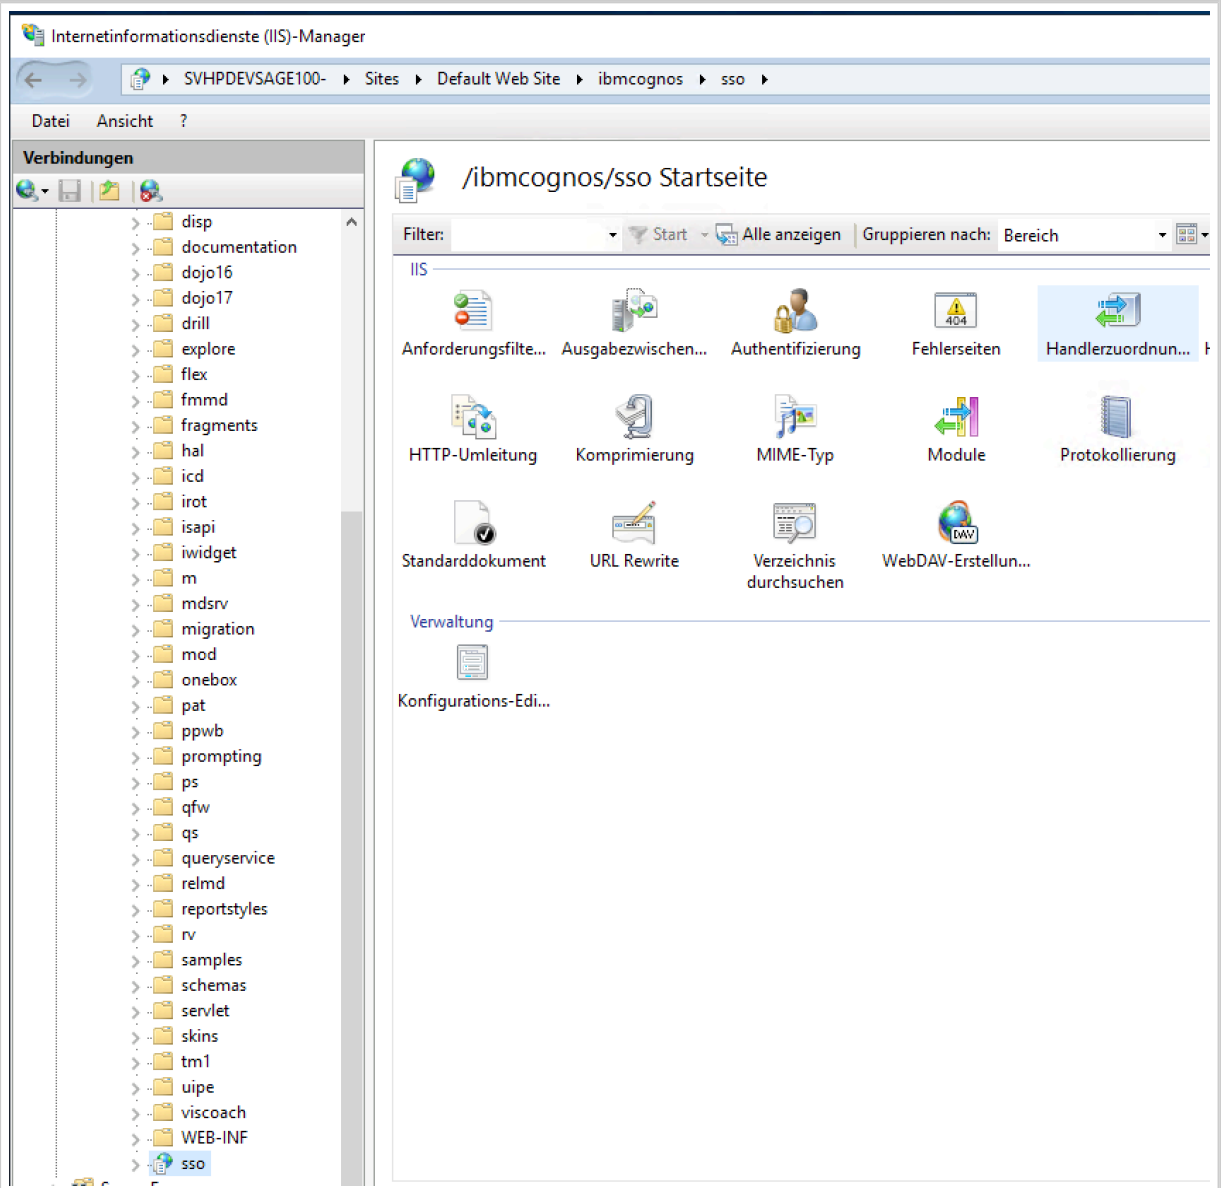 Internetinformationsdienste (IIS)-Manager
SVHPDEVSAGE100- Sites Default Web Site ibmcognos sso
Datei Ansicht ?
Verbindungen
disp
documentation
dojo16
dojo17
drill
explore
flex
fmmd
fragments
hal
icd
irot
isapi
iwidget
m
mdsrv
migration
mod
onebox
pat
ppwb
prompting
ps
qfw
qs
queryservice
relmd
reportstyles
rv
samples
schemas
servlet
skins
tm1
uipe
viscoach
WEB-INF
sso
/ibmcognos/sso Startseite
Filter: Start Alle anzeigen Gruppieren nach: Bereich
IIS
Anforderungsfilte... Ausgabezwischen... Authentifizierung Fehlerseiten Handlerzuordnun...
404
HTTP-Umleitung Komprimierung MIME-Typ Module Protokollierung
DAV
Standarddokument URL Rewrite Verzeichnis durchsuchen WebDAV-Erstellun...
Verwaltung
Konfigurations-Edi...